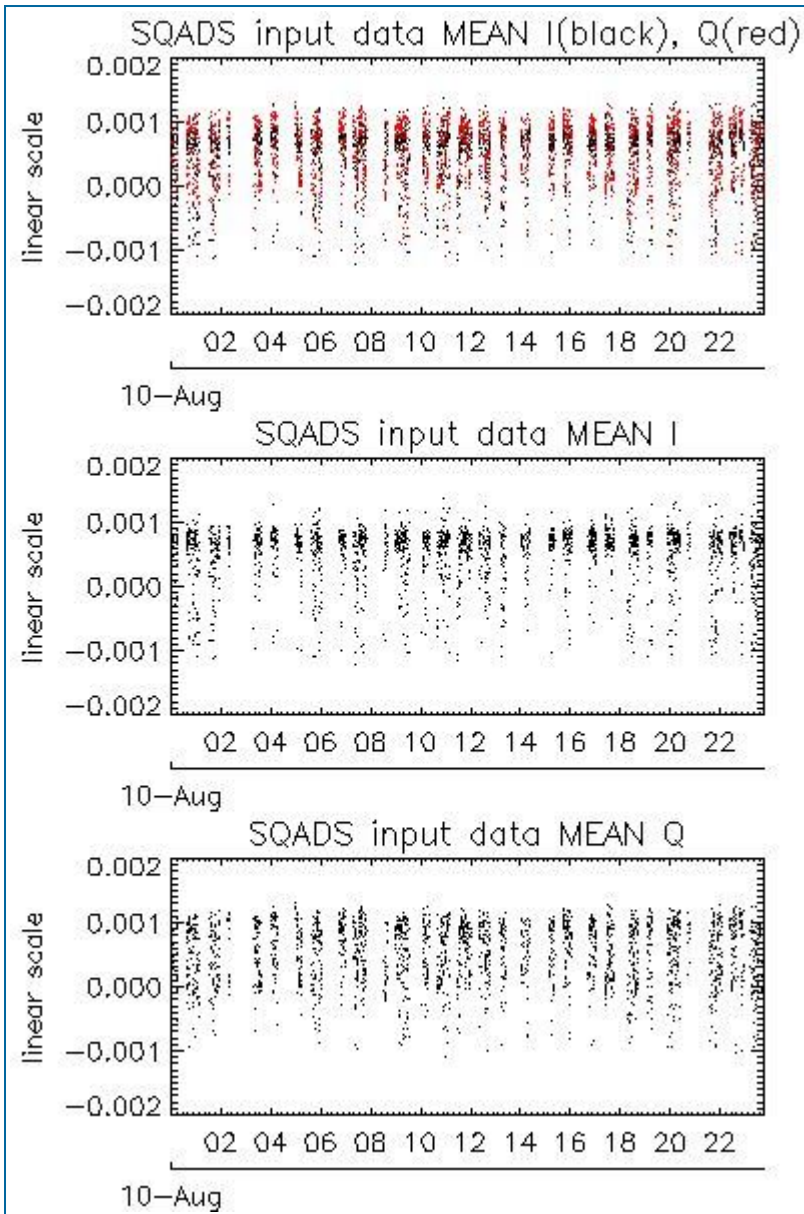 SQADS input data MEAN I(black), Q(red)
0.002
0.001
0.000
−0.001
−0.002
linear scale
02 04 06 08 10 12 14 16 18 20 22
10−Aug
SQADS input data MEAN I
0.002
0.001
0.000
−0.001
−0.002
linear scale
02 04 06 08 10 12 14 16 18 20 22
10−Aug
SQADS input data MEAN Q
0.002
0.001
0.000
−0.001
−0.002
linear scale
02 04 06 08 10 12 14 16 18 20 22
10−Aug